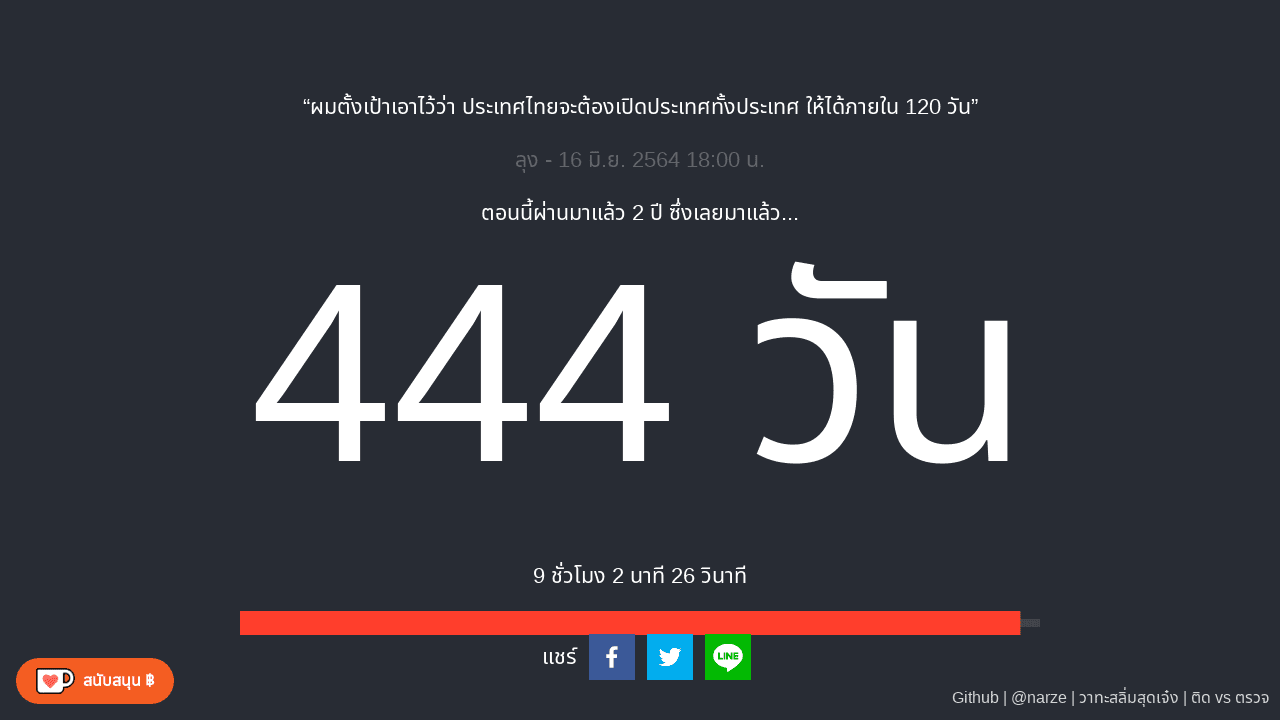 “ผมตั้งเป้าเอาไว้ว่า ประเทศไทยจะต้องเปิดประเทศทั้งประเทศ ให้ได้ภายใน 120 วัน”
ลุง - 16 มิ.ย. 2564 18:00 น.
ตอนนี้ผ่านมาแล้ว 2 ปี ซึ่งเลยมาแล้ว...
444 วัน
9 ชั่วโมง 2 นาที 26 วินาที
แชร์
LINE
สนับสนุน ฿
Github | @narze | วาทะสลิ่มสุดเจ๋ง | ติด vs ตรวจ